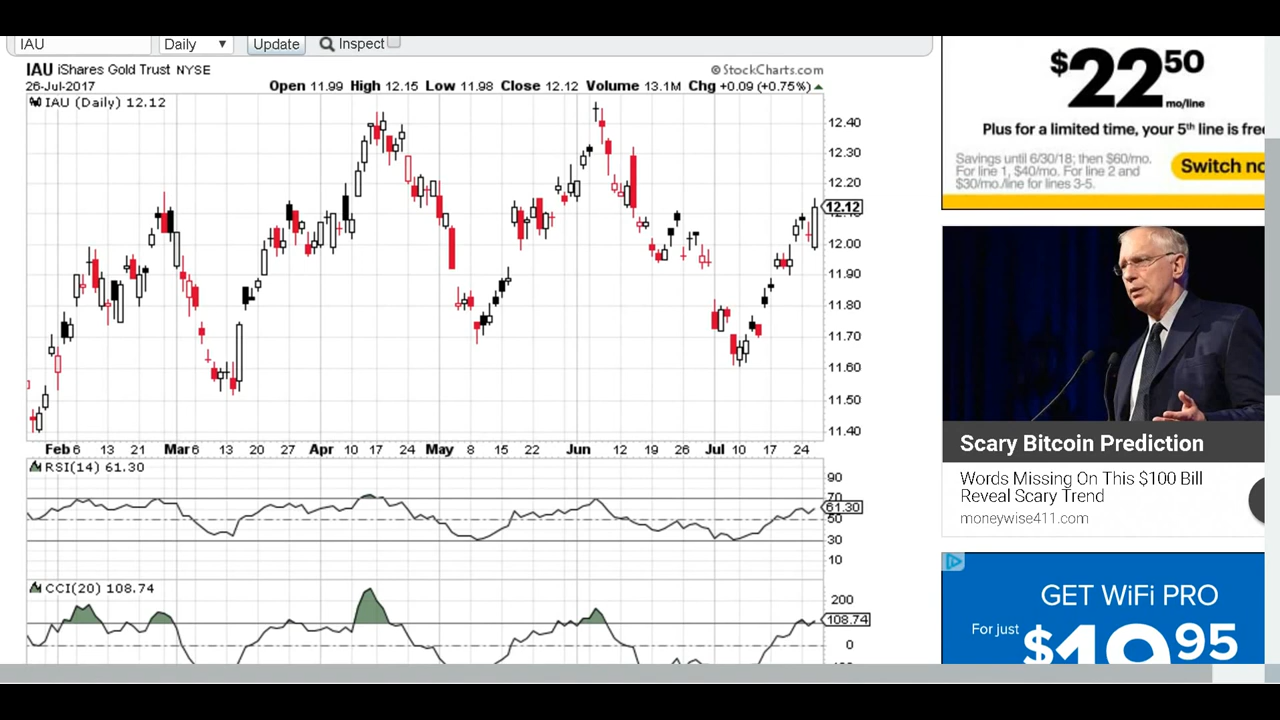 IAU
Daily ▼
Update
Inspect
IAU iShares Gold Trust NYSE
© StockCharts.com
26-Jul-2017
Open 11.99 High 12.15 Low 11.98 Close 12.12 Volume 13.1M Chg +0.09 (+0.75%)
IAU (Daily) 12.12
12.40
12.30
12.20
12.12
12.00
11.90
11.80
11.70
11.60
11.50
11.40
Feb 6 13 21 Mar 6 13 20 27 Apr 10 17 24 May 8 15 22 Jun 12 19 26 Jul 10 17 24
RSI(14) 61.30
90
70
61.30
50
30
10
CCI(20) 108.74
200
108.74
0
$22 50
mo/line
Plus for a limited time, your 5th line is free
Savings until 6/30/18; then $60/mo.
For line 1, $40/mo. For line 2 and
$30/mo./line for lines 3-5.
Switch no
Scary Bitcoin Prediction
Words Missing On This $100 Bill
Reveal Scary Trend
moneywise411.com
GET WiFi PRO
For just
$19.95